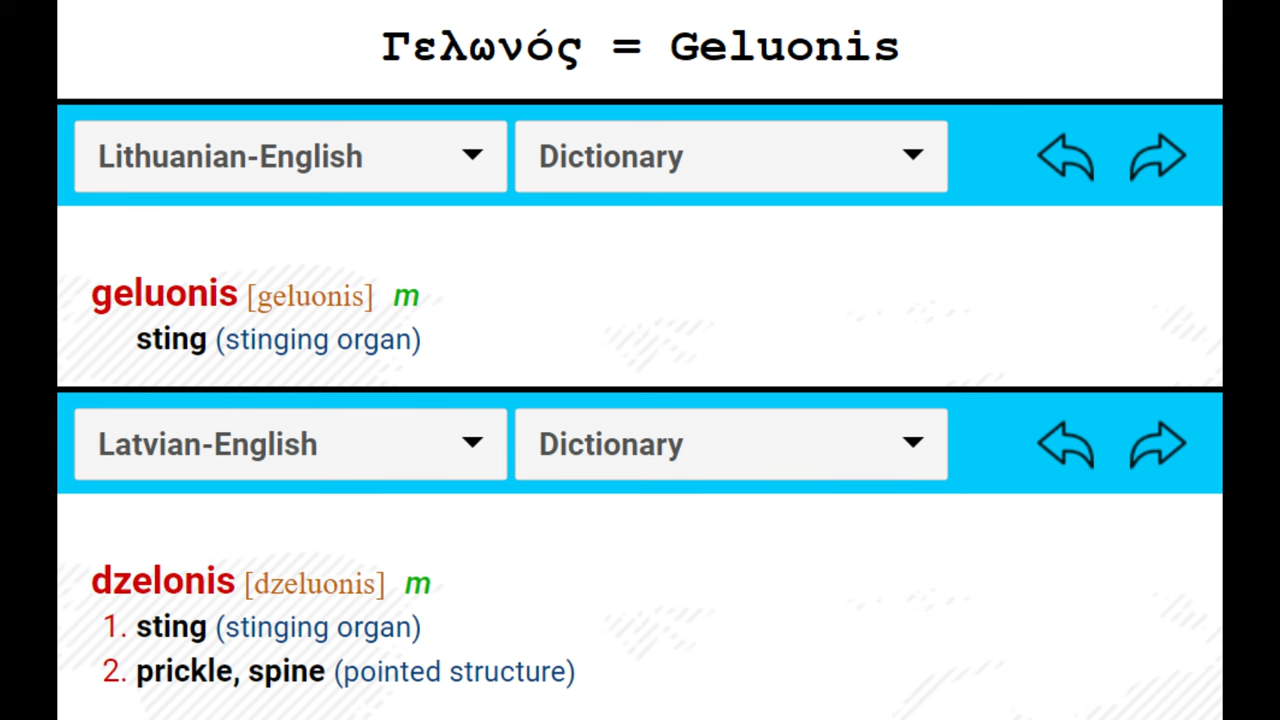 Γελωνός = Geluonis
Lithuanian-English Dictionary
geluonis [geluonis] m
sting (stinging organ)
Latvian-English Dictionary
dzelonis [dzeluonis] m
1. sting (stinging organ)
2. prickle, spine (pointed structure)